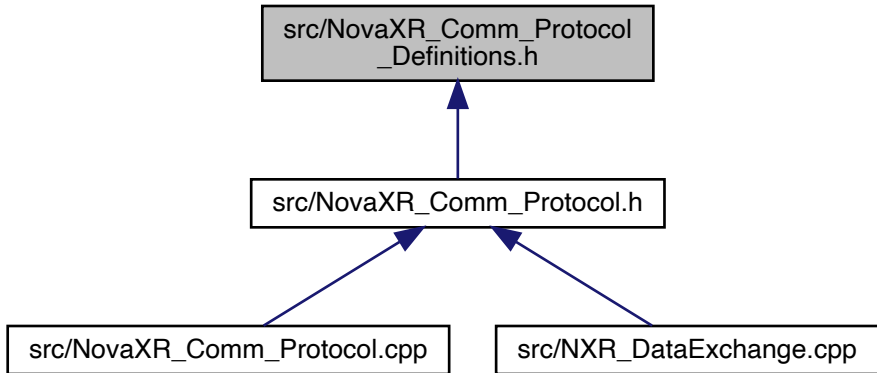 src/NovaXR_Comm_Protocol
_Definitions.h
src/NovaXR_Comm_Protocol.h
src/NovaXR_Comm_Protocol.cpp
src/NXR_DataExchange.cpp